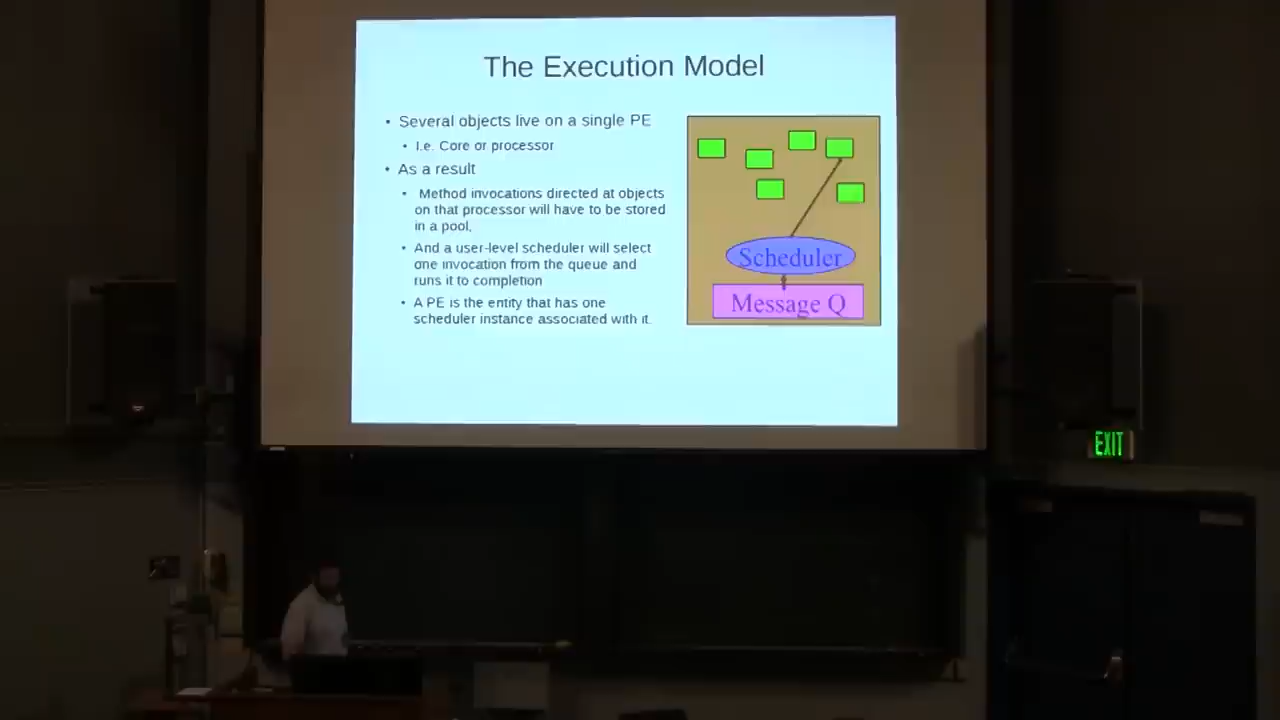 The Execution Model
• Several objects live on a single PE
• I.e. Core or processor
• As a result
• Method invocations directed at objects
on that processor will have to be stored
in a pool,
• And a user-level scheduler will select
one invocation from the queue and
runs it to completion
• A PE is the entity that has one
scheduler instance associated with it.
Scheduler
Message Q
EXIT